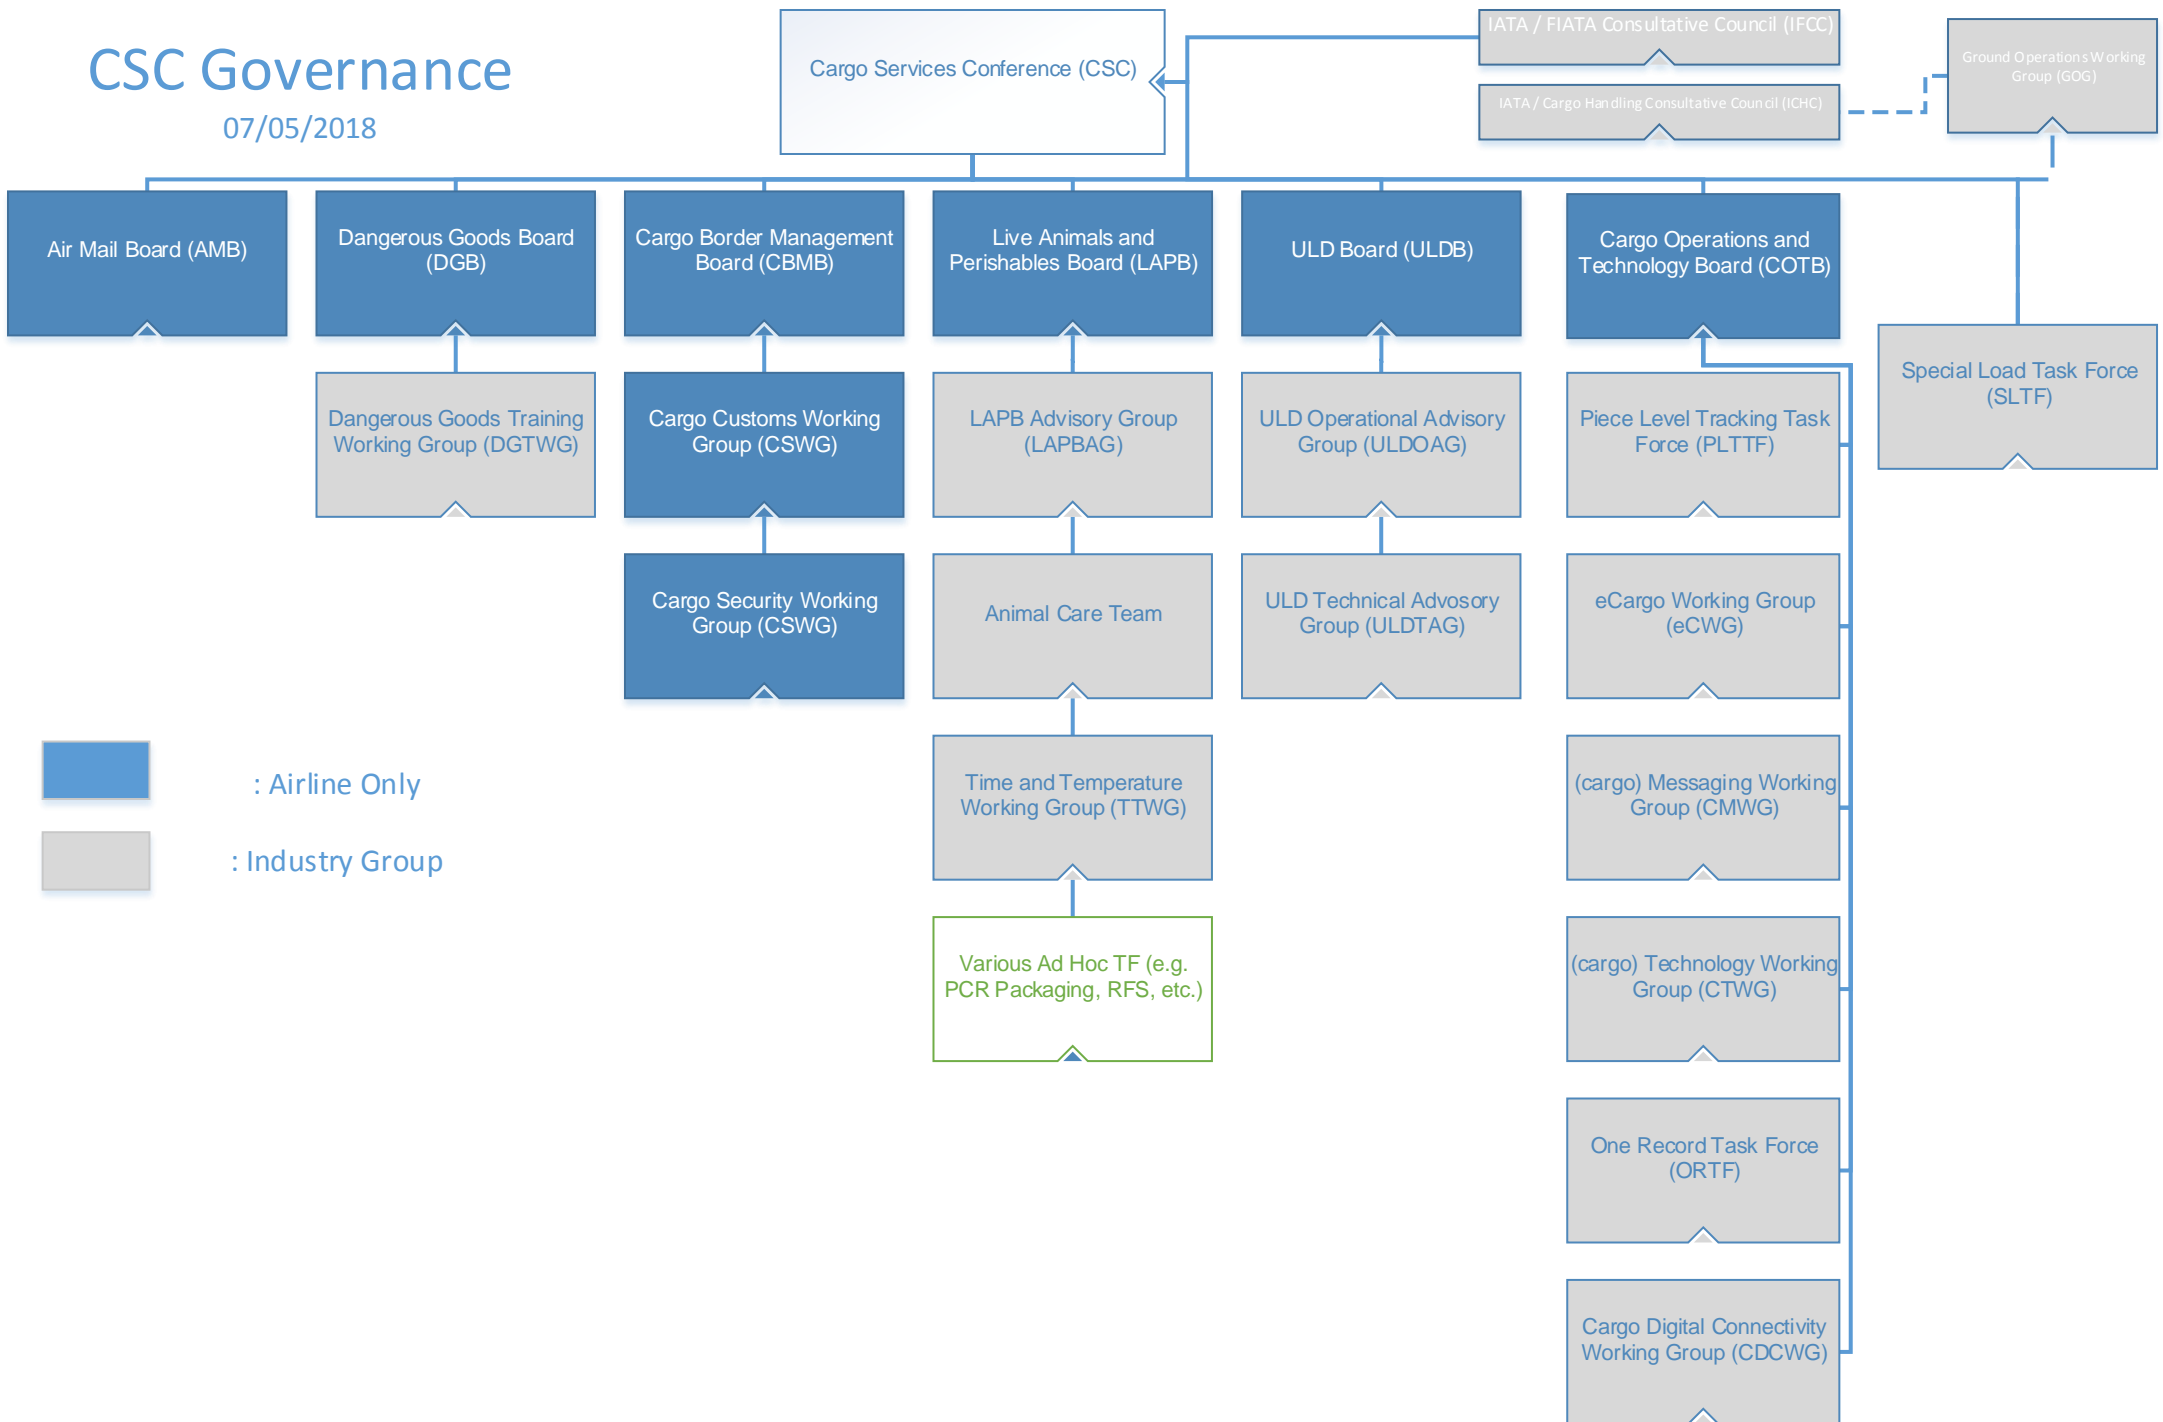 CSC Governance
07/05/2018
Cargo Services Conference (CSC)
IATA / FIATA Consultative Council (IFCC)
IATA / Cargo Handling Consultative Council (ICHC)
Ground Operations Working
Group (GOG)
Air Mail Board (AMB)
Dangerous Goods Board
(DGB)
Cargo Border Management
Board (CBMB)
Live Animals and
Perishables Board (LAPB)
ULD Board (ULDB)
Cargo Operations and
Technology Board (COTB)
Special Load Task Force
(SLTF)
Dangerous Goods Training
Working Group (DGTWG)
Cargo Customs Working
Group (CSWG)
LAPB Advisory Group
(LAPBAG)
ULD Operational Advisory
Group (ULDOAG)
Piece Level Tracking Task
Force (PLTTF)
Cargo Security Working
Group (CSWG)
Animal Care Team
ULD Technical Advosory
Group (ULDTAG)
eCargo Working Group
(eCWG)
: Airline Only
: Industry Group
Time and Temperature
Working Group (TTWG)
(cargo) Messaging Working
Group (CMWG)
Various Ad Hoc TF (e.g.
PCR Packaging, RFS, etc.)
(cargo) Technology Working
Group (CTWG)
One Record Task Force
(ORTF)
Cargo Digital Connectivity
Working Group (CDCWG)